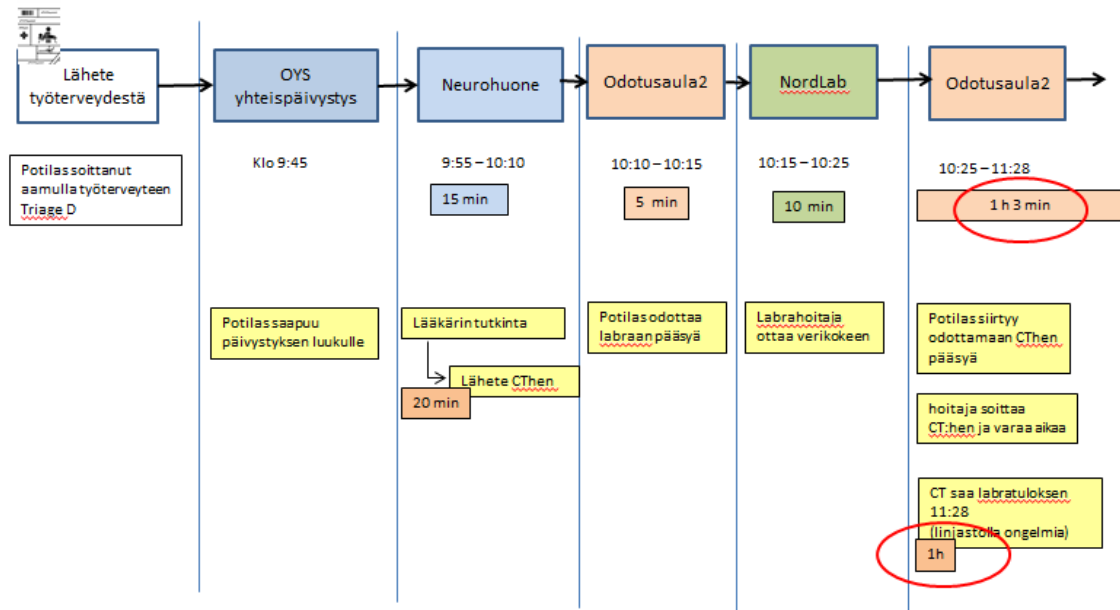 Lähete
työterveydestä
OYS
yhteispäivystys
Neurohuone
Odotusaula2
NordLab
Odotusaula2
Potilas soittanut
aamulla työterveyteen
Triage D
Klo 9:45
9:55–10:10
15 min
10:10–10:15
5 min
10:15–10:25
10 min
10:25–11:28
1 h 3 min
Potilas saapuu
päivystyksen luukulle
Lääkärin tutkinta
Lähete CThen
20 min
Potilas odottaa
labraan pääsyä
Labrahoitaja
ottaa verikokeen
Potilas siirtyy
odottamaan CThen
pääsyä
hoitaja soittaa
CT:hen ja varaa aikaa
CT saa labratuloksen
11:28
(linjastolla ongelmia)
1h